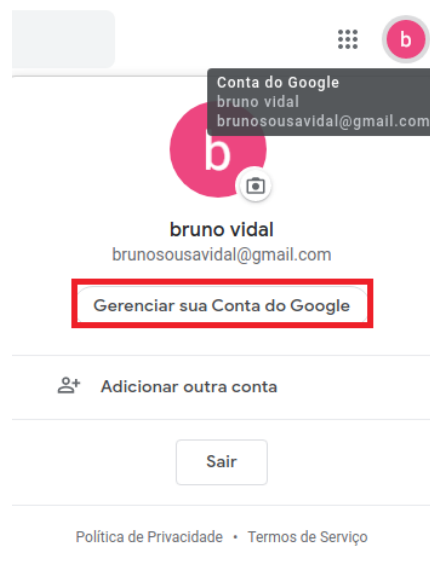 b
Conta do Google
bruno vidal
brunosousavidal@gmail.com
b
bruno vidal
brunosousavidal@gmail.com
Gerenciar sua Conta do Google
Adicionar outra conta
Sair
Política de Privacidade • Termos de Serviço